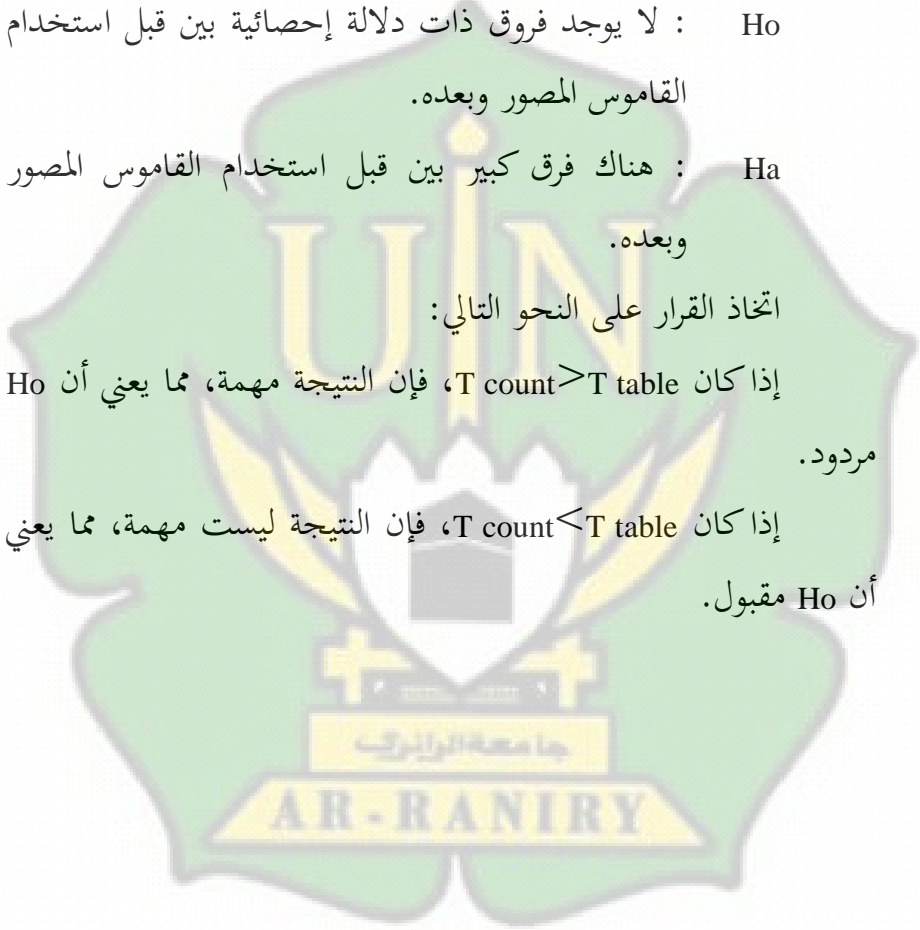 Ho : لا يوجد فروق ذات دلالة إحصائية بين قبل استخدام
القاموس المصور وبعده.
Ha : هناك فرق كبير بين قبل استخدام القاموس المصور
وبعده.
اتخاذ القرار على النحو التالي:
إذا كان T count>T table، فإن النتيجة مهمة، مما يعني أن Ho
مردود.
إذا كان T count<T table، فإن النتيجة ليست مهمة، مما يعني
أن Ho مقبول.
UIN
جامعة الرانري
AR-RANIRY